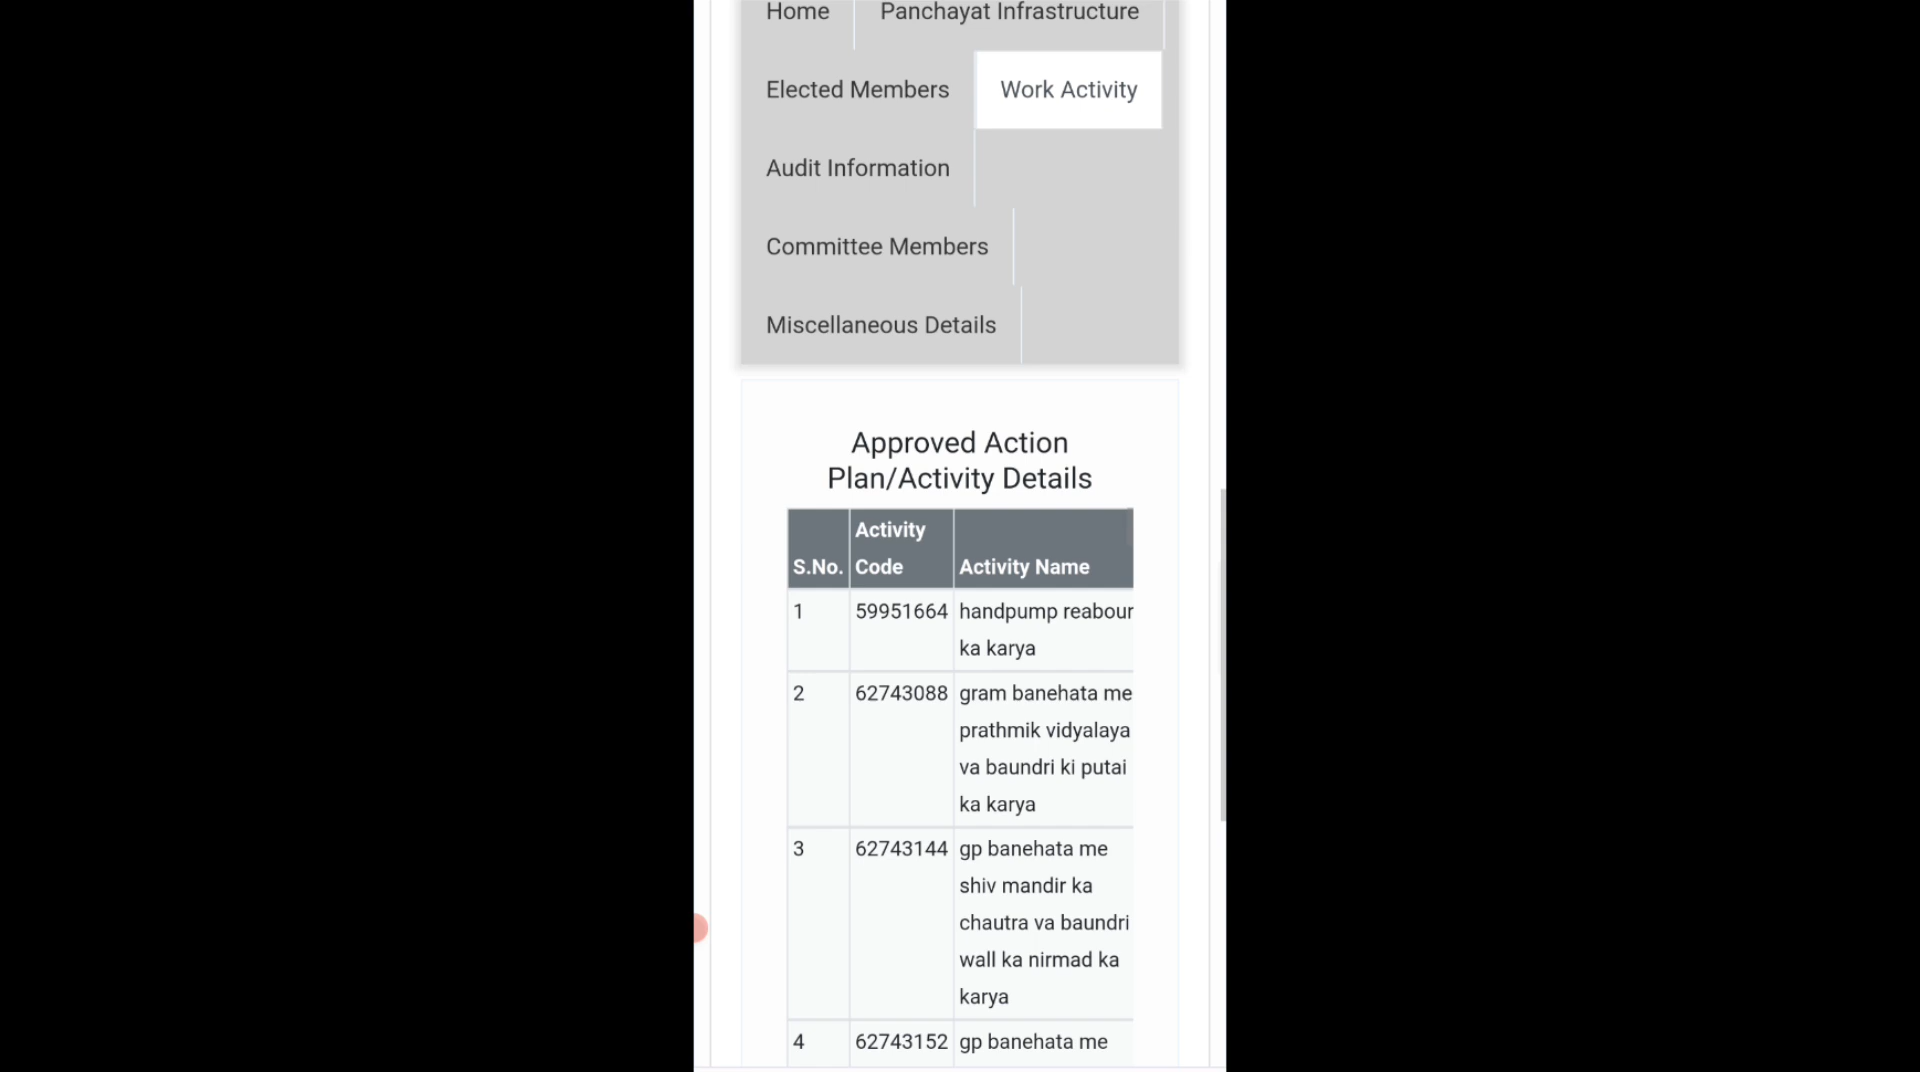 Home Panchayat Infrastructure
Elected Members Work Activity
Audit Information
Committee Members
Miscellaneous Details
Approved Action
Plan/Activity Details
Activity
S.No. Code Activity Name
1 59951664 handpump reabour
ka karya
2 62743088 gram banehata me
prathmik vidyalaya
va baundri ki putai
ka karya
3 62743144 gp banehata me
shiv mandir ka
chautra va baundri
wall ka nirmad ka
karya
4 62743152 gp banehata me